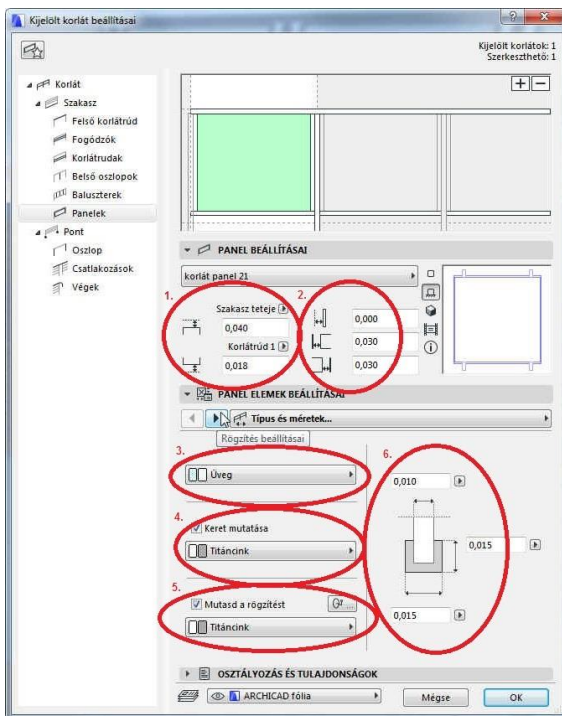 Kijelölt korlát beállításai
Kijelölt korlátok: 1
Szerkeszthető: 1
Korlát
Szakasz
Felső korlátrúd
Fogódzók
Korlátrudak
Belső oszlopok
Baluszterek
Panelek
Pont
Oszlop
Csatlakozások
Végek
PANEL BEÁLLÍTÁSAI
korlát panel 21
1.
2.
Szakasz teteje
0,040
Korlátrúd 1
0,018
0,000
0,030
0,030
PANEL ELEMEK BEÁLLÍTÁSAI
Típus és méretek...
Rögzítés beállításai
3.
Üveg
4.
Keret mutatása
Titáncink
5.
Mutasd a rögzítést
Titáncink
6.
0,010
0,015
0,015
OSZTÁLYOZÁS ÉS TULAJDONSÁGOK
ARCHICAD fólia
Mégse
OK